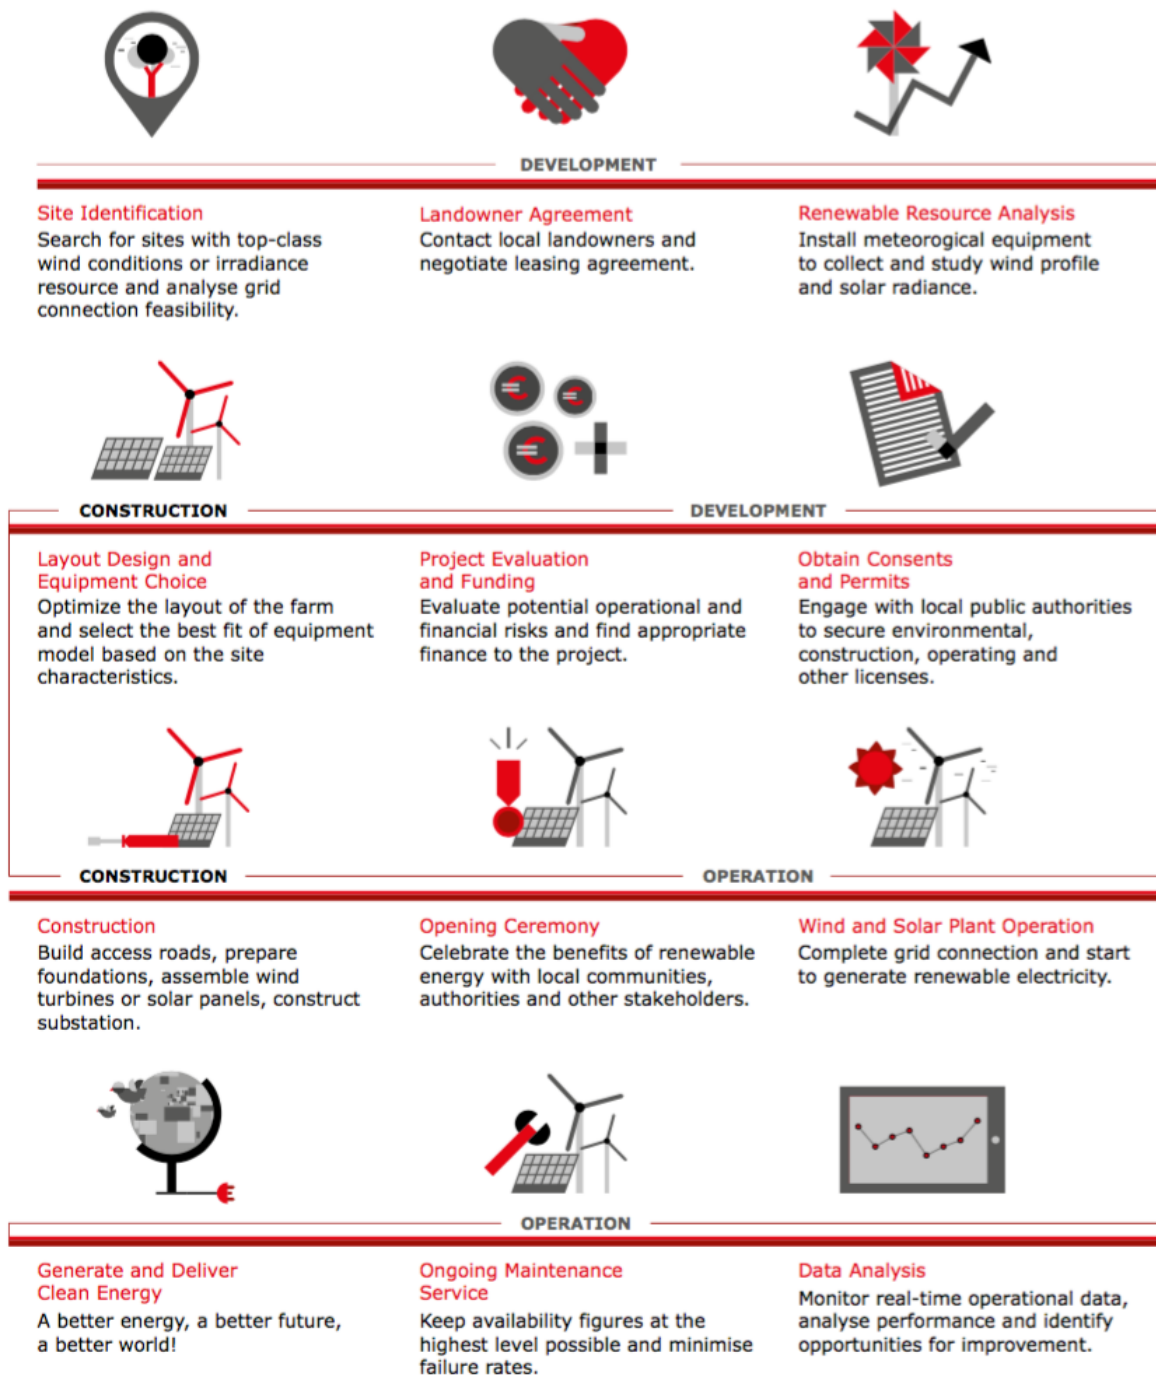 DEVELOPMENT
Site Identification
Search for sites with top-class
wind conditions or irradiance
resource and analyse grid
connection feasibility.
Landowner Agreement
Contact local landowners and
negotiate leasing agreement.
Renewable Resource Analysis
Install meteorogical equipment
to collect and study wind profile
and solar radiance.
CONSTRUCTION
DEVELOPMENT
Layout Design and
Equipment Choice
Optimize the layout of the farm
and select the best fit of equipment
model based on the site
characteristics.
Project Evaluation
and Funding
Evaluate potential operational and
financial risks and find appropriate
finance to the project.
Obtain Consents
and Permits
Engage with local public authorities
to secure environmental,
construction, operating and
other licenses.
CONSTRUCTION
OPERATION
Construction
Build access roads, prepare
foundations, assemble wind
turbines or solar panels, construct
substation.
Opening Ceremony
Celebrate the benefits of renewable
energy with local communities,
authorities and other stakeholders.
Wind and Solar Plant Operation
Complete grid connection and start
to generate renewable electricity.
OPERATION
Generate and Deliver
Clean Energy
A better energy, a better future,
a better world!
Ongoing Maintenance
Service
Keep availability figures at the
highest level possible and minimise
failure rates.
Data Analysis
Monitor real-time operational data,
analyse performance and identify
opportunities for improvement.